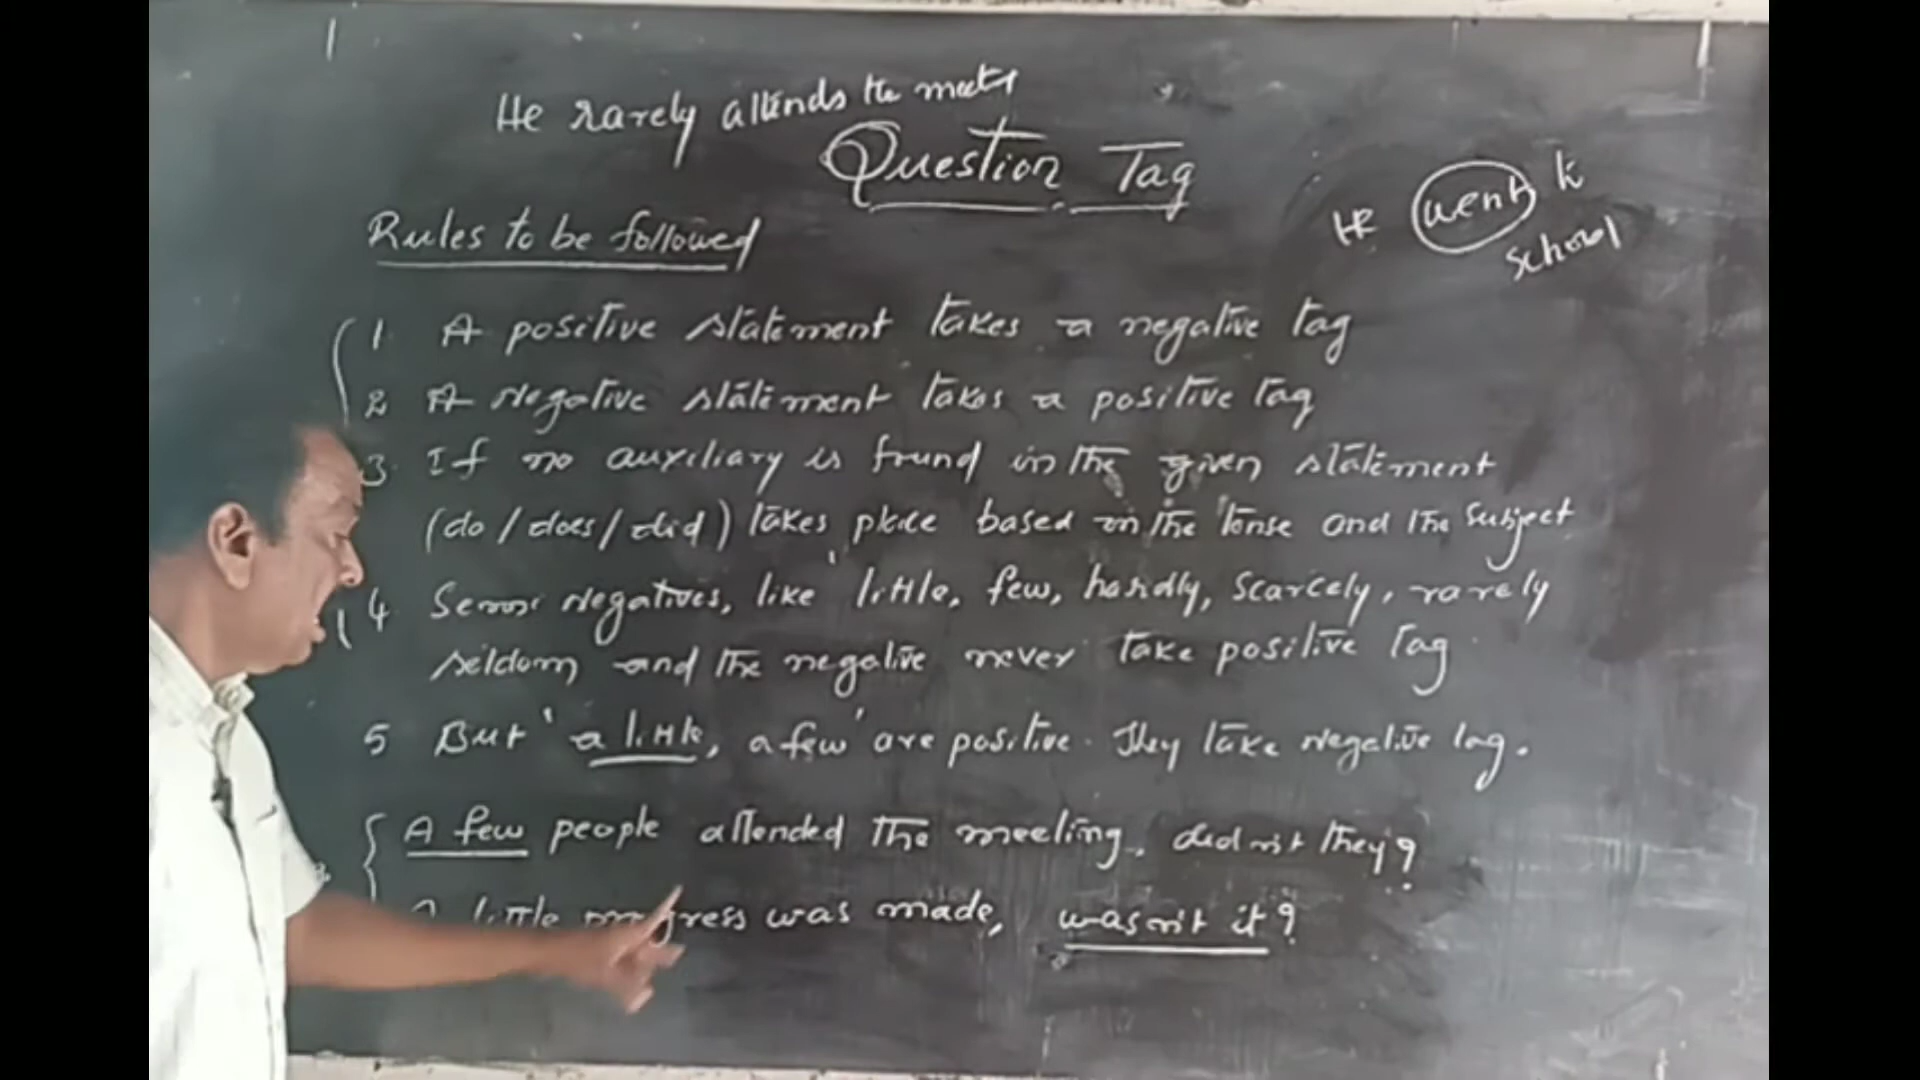 He rarely attends the meetg
Question Tag
He went to
school
Rules to be followed
1. A positive statement takes a negative tag
2 A Negative statement takes a positive tag
3. If no auxiliary is found in the given statement
(do/does/did) takes place based on the tense and the Subject
4 Semi Negatives, like 'little, few, hardly, Scarcely, rarely
seldom and the negative never take positive tag.
5 But 'a little, a few' are positive. They take negative tag.
A few people attended the meeting, didn't they?
A little progress was made, wasn't it?